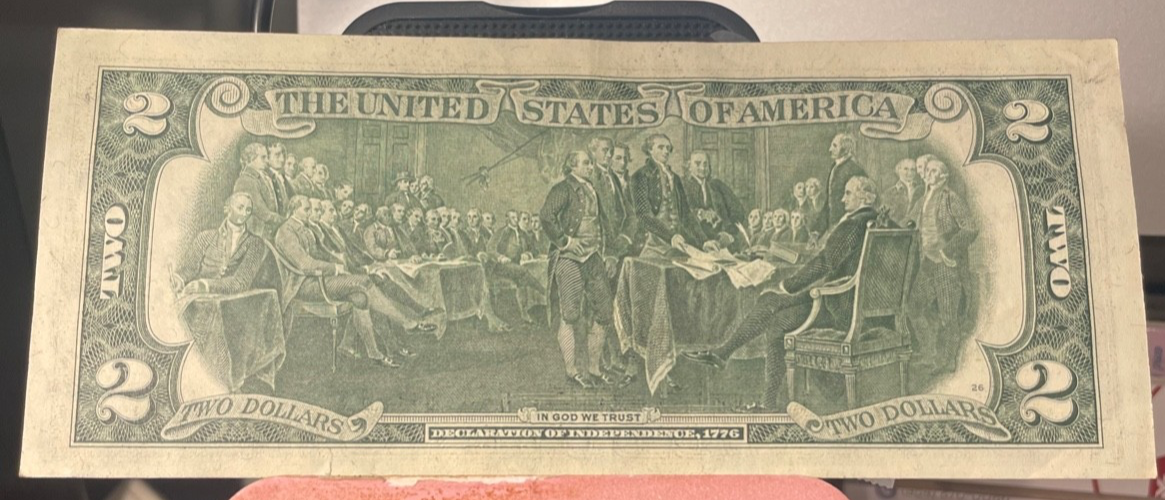 2 THE UNITED STATES OF AMERICA 2
TWO
TWO
26
2 TWO DOLLARS IN GOD WE TRUST TWO DOLLARS 2
DECLARATION OF INDEPENDENCE, 1776